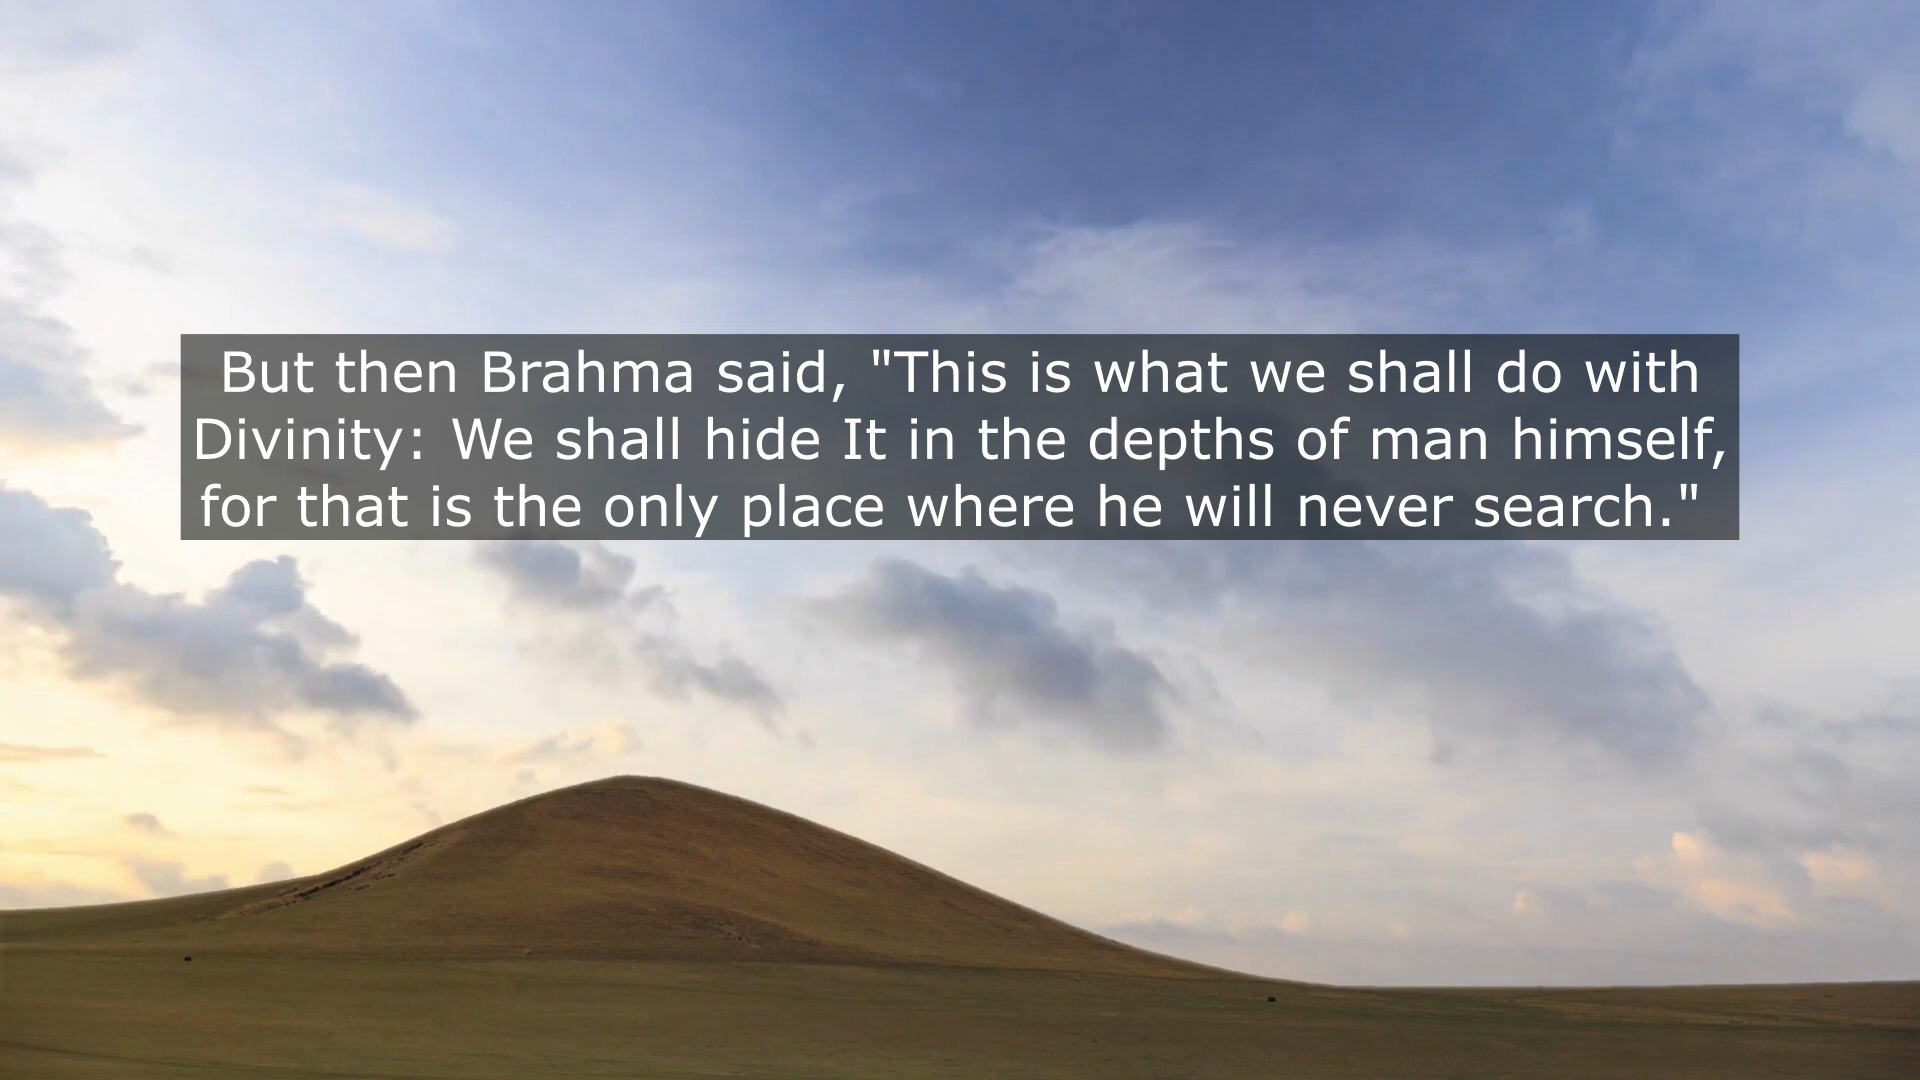 But then Brahma said, "This is what we shall do with
Divinity: We shall hide It in the depths of man himself,
for that is the only place where he will never search."